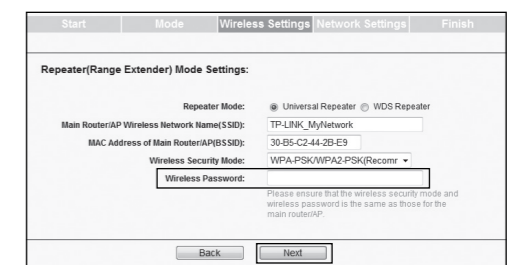 Start Mode Wireless Settings Network Settings Finish
Repeater(Range Extender) Mode Settings:
Repeater Mode: Universal Repeater WDS Repeater
Main Router/AP Wireless Network Name(SSID): TP-LINK_MyNetwork
MAC Address of Main Router/AP(BSSID): 30-B5-C2-44-2B-E9
Wireless Security Mode: WPA-PSK/WPA2-PSK(Recomr
Wireless Password:
Please ensure that the wireless security mode and
wireless password is the same as those for the
main router/AP.
Back Next